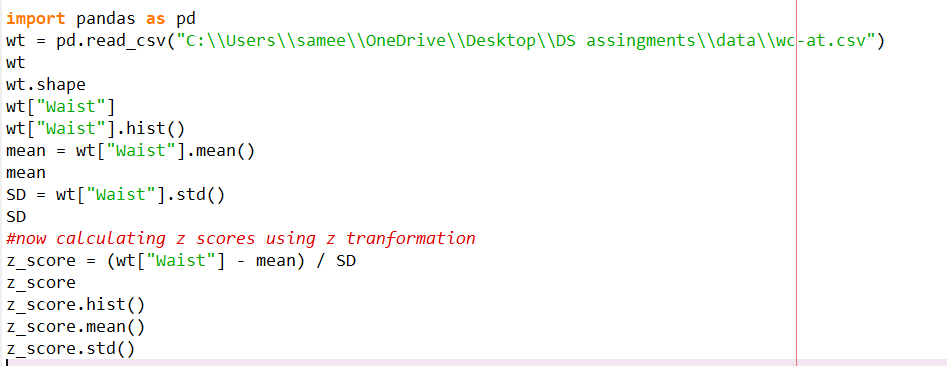 import pandas as pd
wt = pd.read_csv("C:\\Users\\samee\\OneDrive\\Desktop\\DS assingments\\data\\wc-at.csv")
wt
wt.shape
wt["Waist"]
wt["Waist"].hist()
mean = wt["Waist"].mean()
mean
SD = wt["Waist"].std()
SD
#now calculating z scores using z tranformation
z_score = (wt["Waist"] - mean) / SD
z_score
z_score.hist()
z_score.mean()
z_score.std()